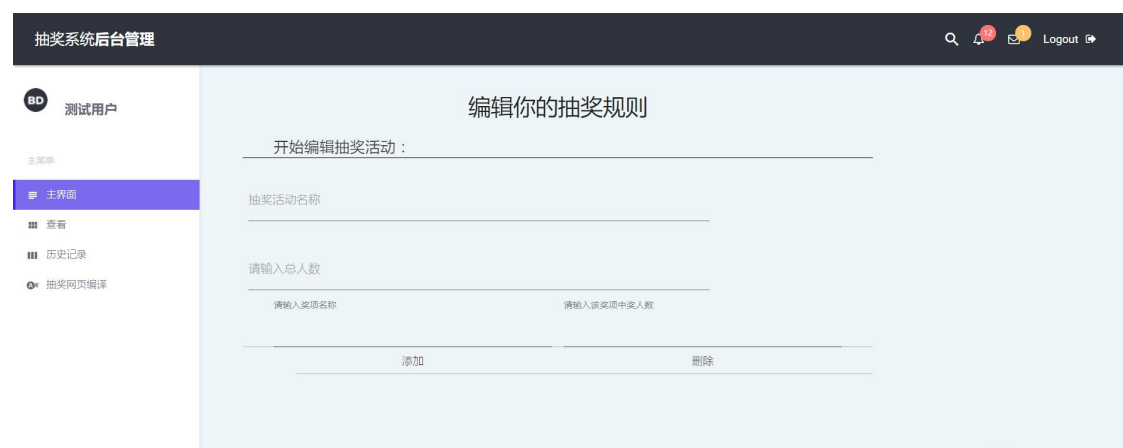 抽奖系统后台管理
12
1
Logout
BD
测试用户
编辑你的抽奖规则
开始编辑抽奖活动：
主菜单
主界面
抽奖活动名称
查看
历史记录
请输入总人数
抽奖网页编译
请输入奖项名称 请输入该奖项中奖人数
添加 删除